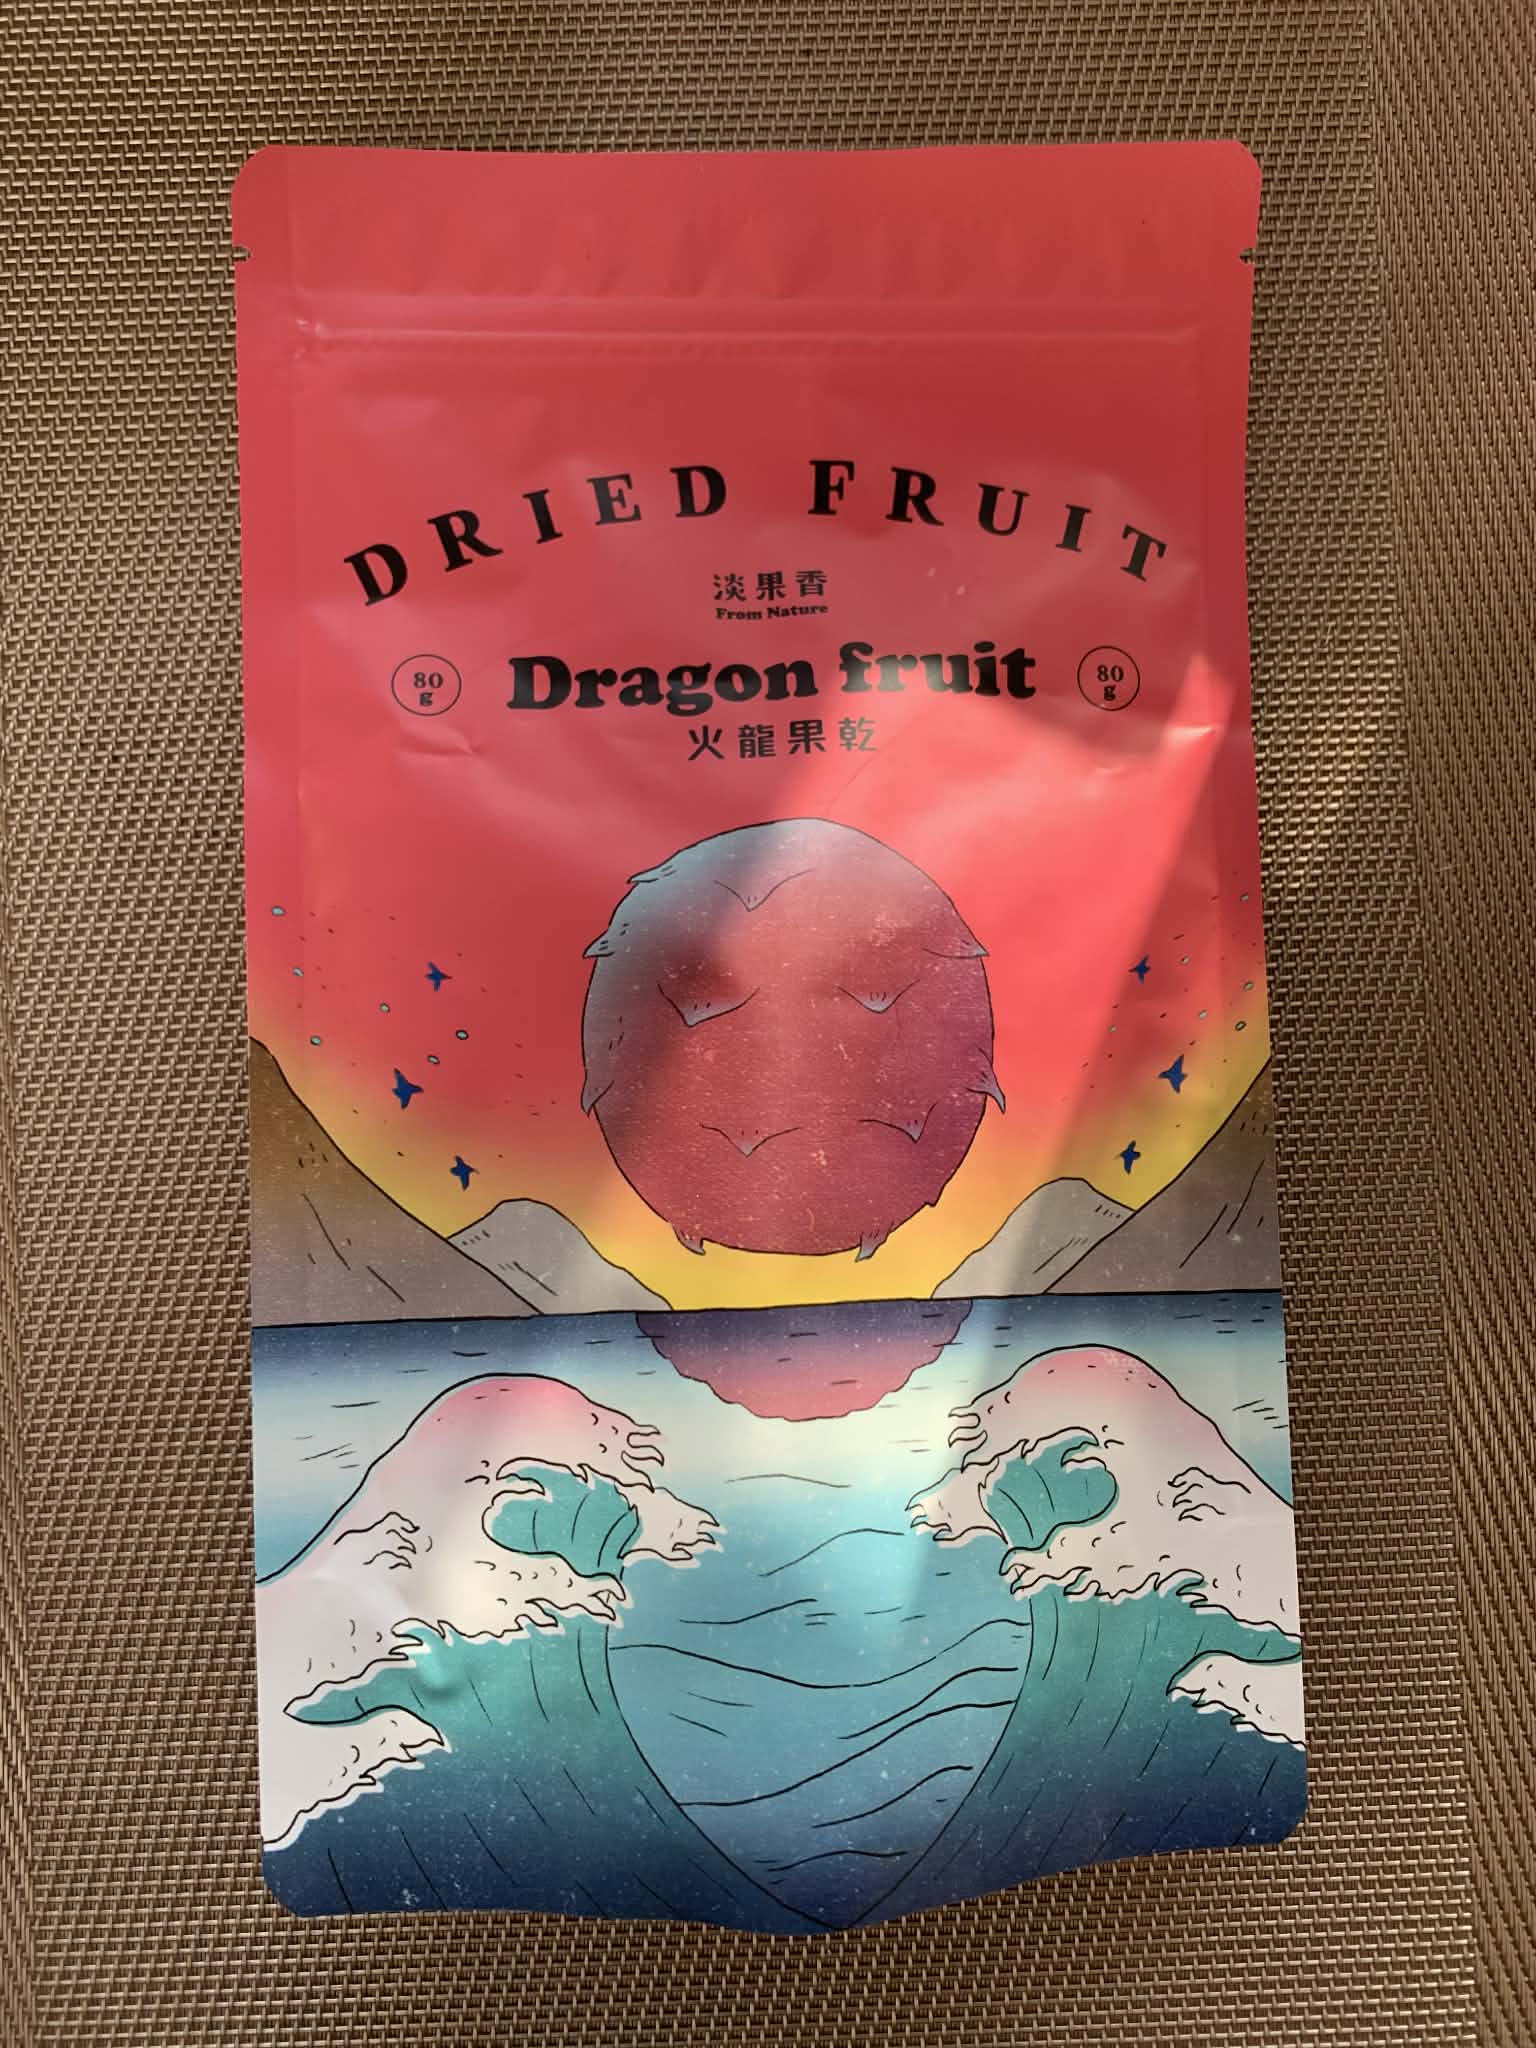 DRIED FRUIT
淡果香
From Nature
80
g
Dragon fruit
80
g
火龍果乾